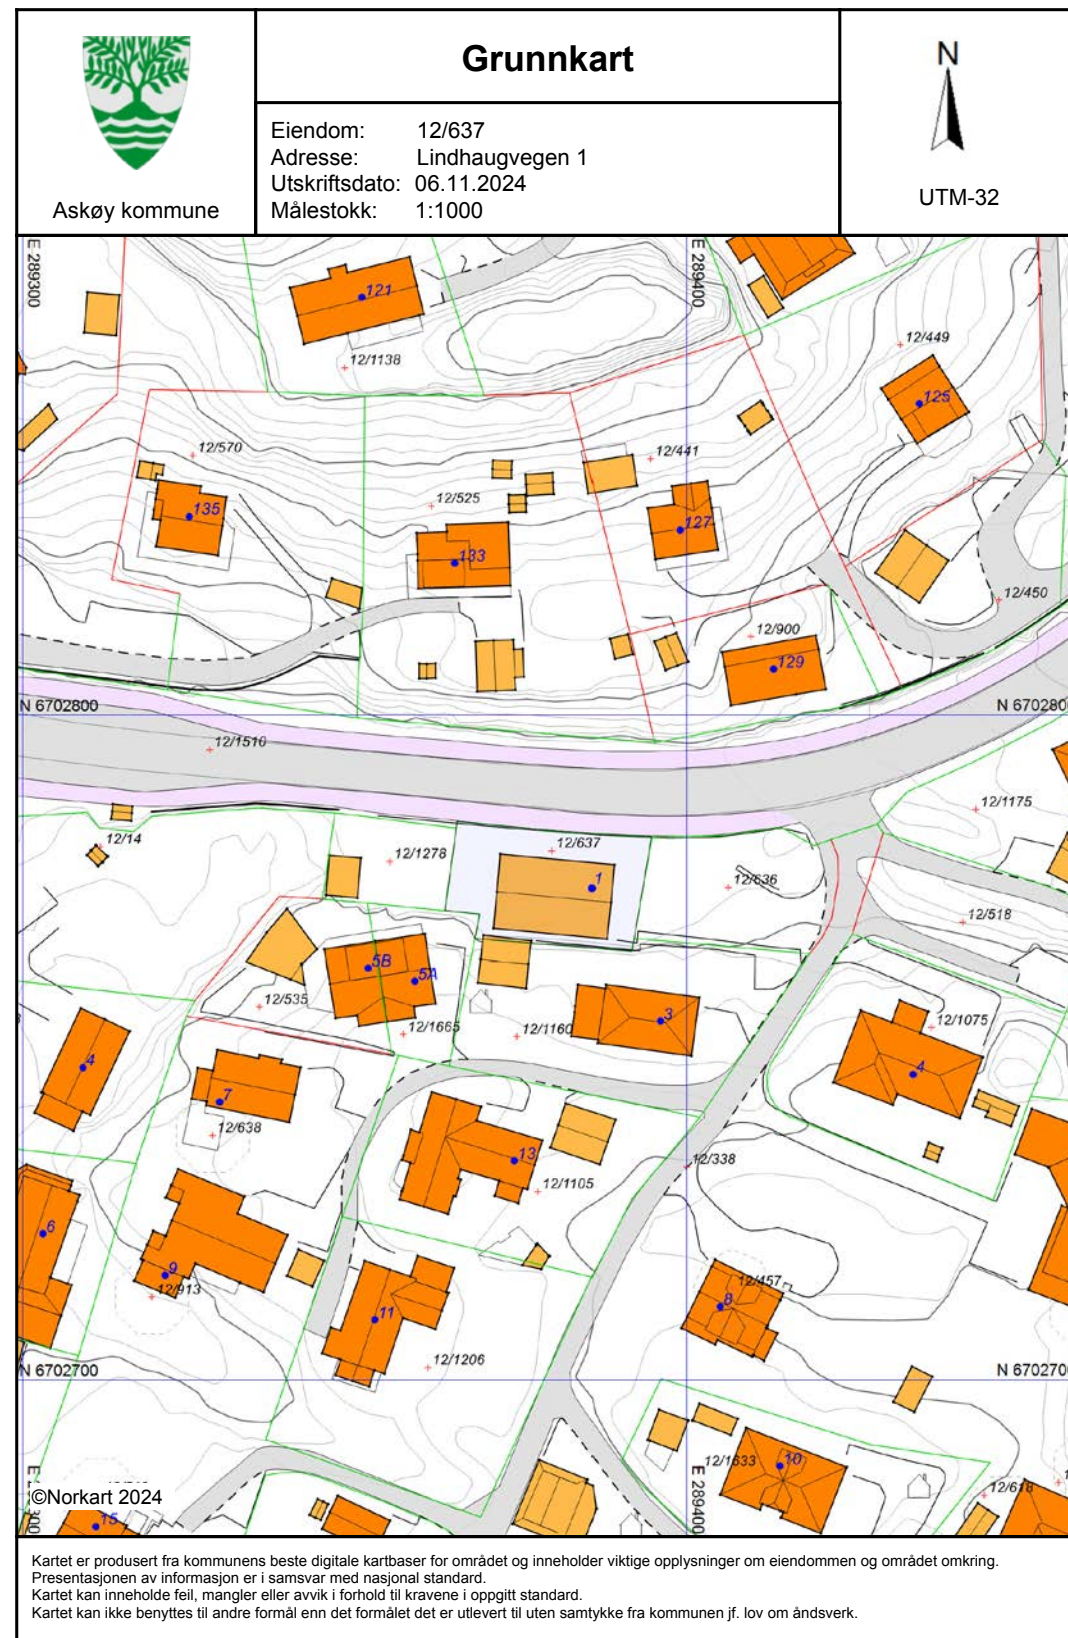 Askøy kommune
Grunnkart
Eiendom: 12/637
Adresse: Lindhaugvegen 1
Utskriftsdato: 06.11.2024
Målestokk: 1:1000
N
UTM-32
E 289300
E 289400
121
12/1138
12/449
125
12/570
12/441
12/525
135
127
133
12/450
12/900
129
N 6702800
N 670280
12/1510
12/1175
12/14
12/637
12/1278
1
12/636
12/518
5B
5A
12/535
3
12/1665
12/1160
12/1075
4
4
7
12/638
13
12/338
12/1105
6
9
12/457
12/913
8
11
12/1206
N 6702700
N 670270
12/1633
10
E 289400
12/618
©Norkart 2024
15
Kartet er produsert fra kommunens beste digitale kartbaser for området og inneholder viktige opplysninger om eiendommen og området omkring.
Presentasjonen av informasjon er i samsvar med nasjonal standard.
Kartet kan inneholde feil, mangler eller avvik i forhold til kravene i oppgitt standard.
Kartet kan ikke benyttes til andre formål enn det formålet det er utlevert til uten samtykke fra kommunen jf. lov om åndsverk.